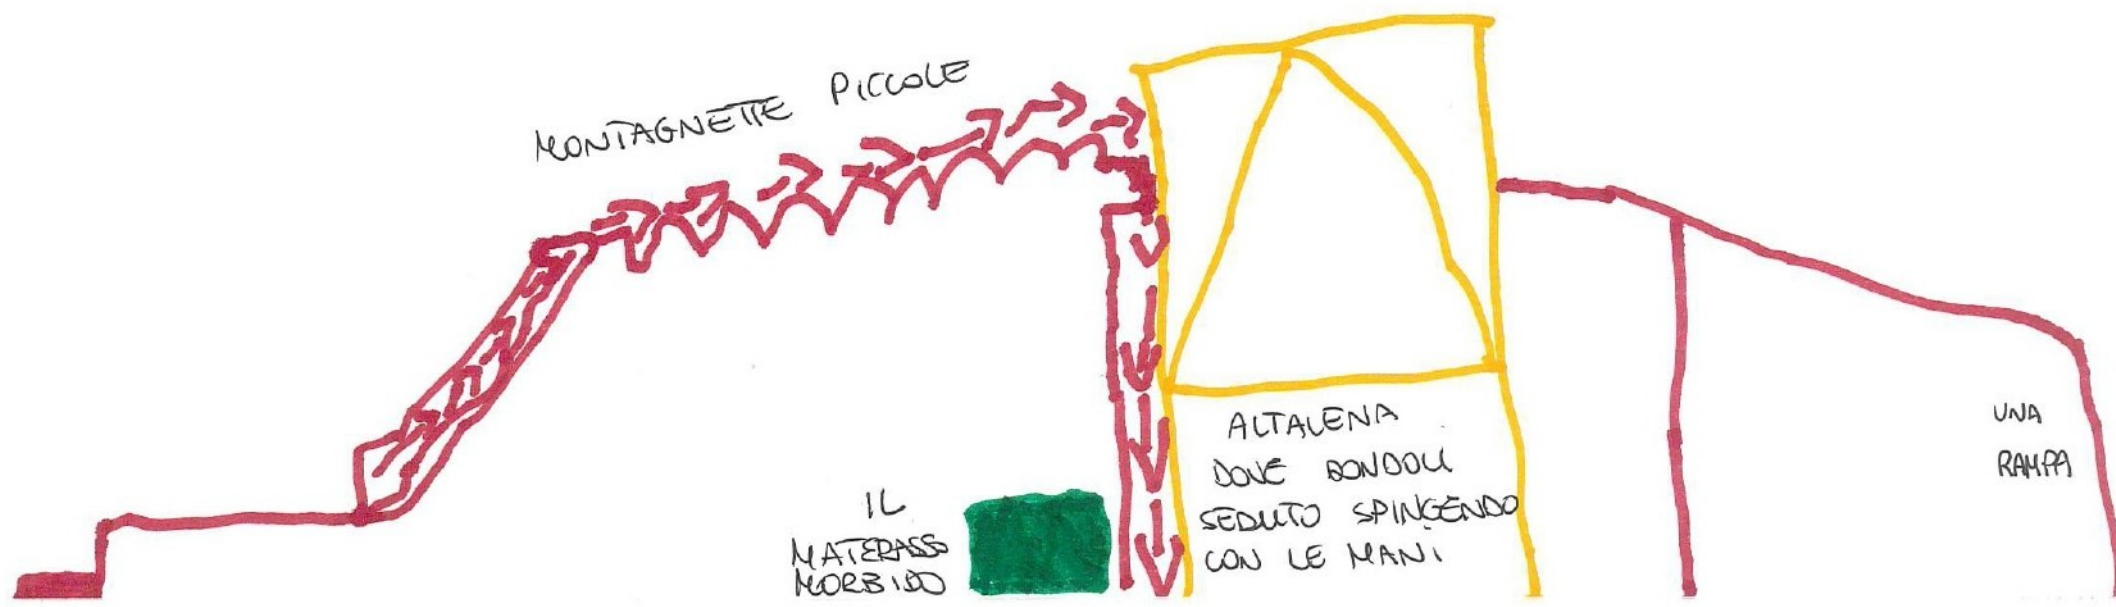 MONTAGNETTE PICCOLE
IL
MATERASSO
MORBIDO
ALTALENA
DOVE DONDOLI
SEDUTO SPINGENDO
CON LE MANI
UNA
RAMPA